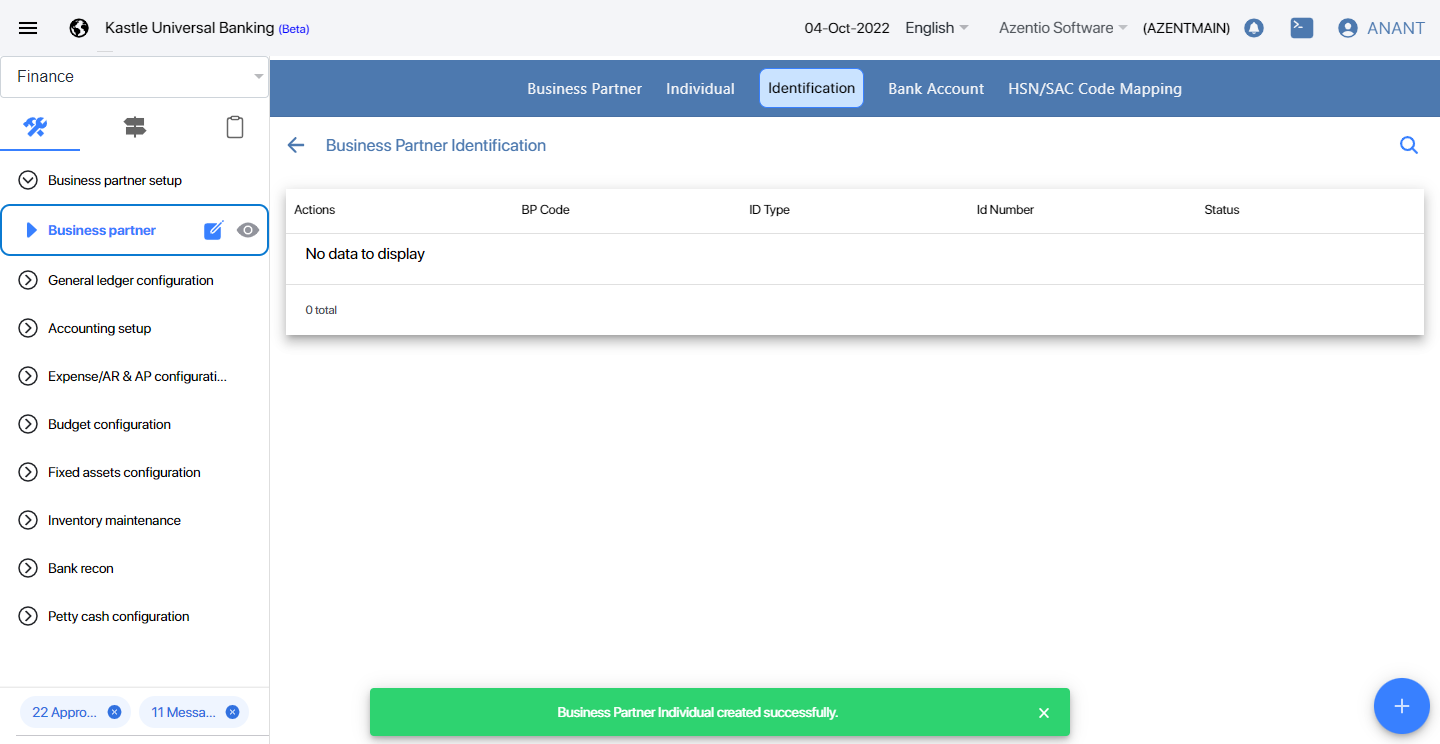 Kastle Universal Banking (Beta)
04-Oct-2022 English Azentio Software (AZENTMAIN) ANANT
Finance
Business Partner Individual Identification Bank Account HSN/SAC Code Mapping
Business Partner Identification
Business partner setup
Business partner
General ledger configuration
Accounting setup
Expense/AR & AP configurati...
Budget configuration
Fixed assets configuration
Inventory maintenance
Bank recon
Petty cash configuration
Actions BP Code ID Type Id Number Status
No data to display
0 total
22 Appro... 11 Messa...
Business Partner Individual created successfully.